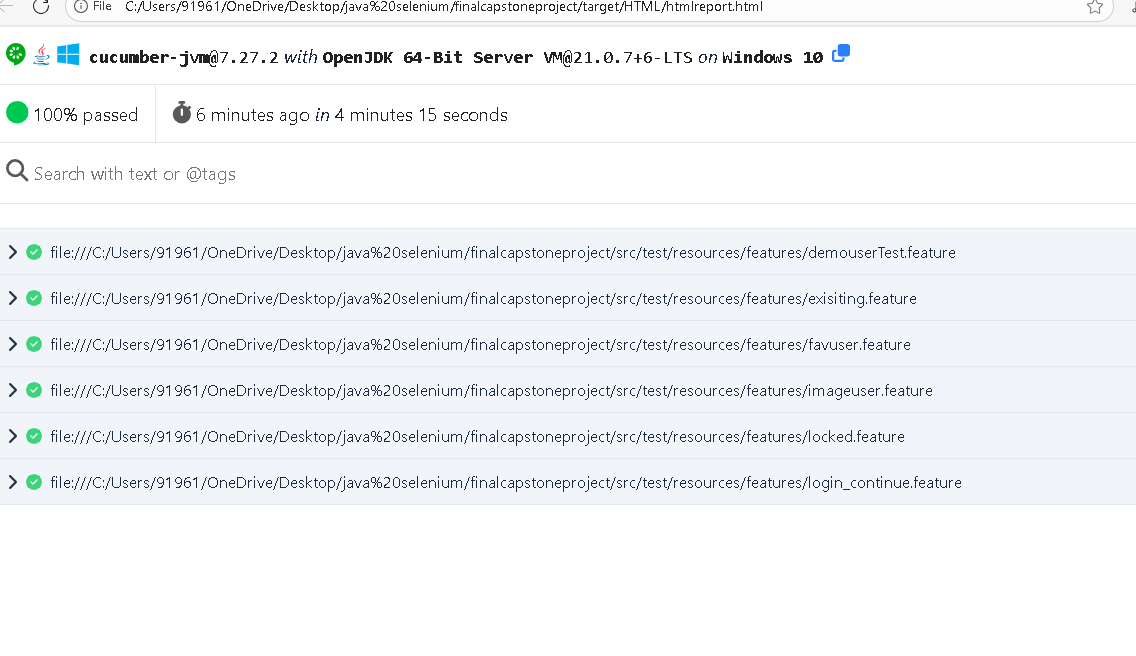 File C:/Users/91961/OneDrive/Desktop/java%20selenium/finalcapstoneproject/target/HTML/htmlreport.html
cucumber-jvm@7.27.2 with OpenJDK 64-Bit Server VM@21.0.7+6-LTS on Windows 10
100% passed
6 minutes ago in 4 minutes 15 seconds
Search with text or @tags
file:///C:/Users/91961/OneDrive/Desktop/java%20selenium/finalcapstoneproject/src/test/resources/features/demouserTest.feature
file:///C:/Users/91961/OneDrive/Desktop/java%20selenium/finalcapstoneproject/src/test/resources/features/exisiting.feature
file:///C:/Users/91961/OneDrive/Desktop/java%20selenium/finalcapstoneproject/src/test/resources/features/favuser.feature
file:///C:/Users/91961/OneDrive/Desktop/java%20selenium/finalcapstoneproject/src/test/resources/features/imageuser.feature
file:///C:/Users/91961/OneDrive/Desktop/java%20selenium/finalcapstoneproject/src/test/resources/features/locked.feature
file:///C:/Users/91961/OneDrive/Desktop/java%20selenium/finalcapstoneproject/src/test/resources/features/login_continue.feature